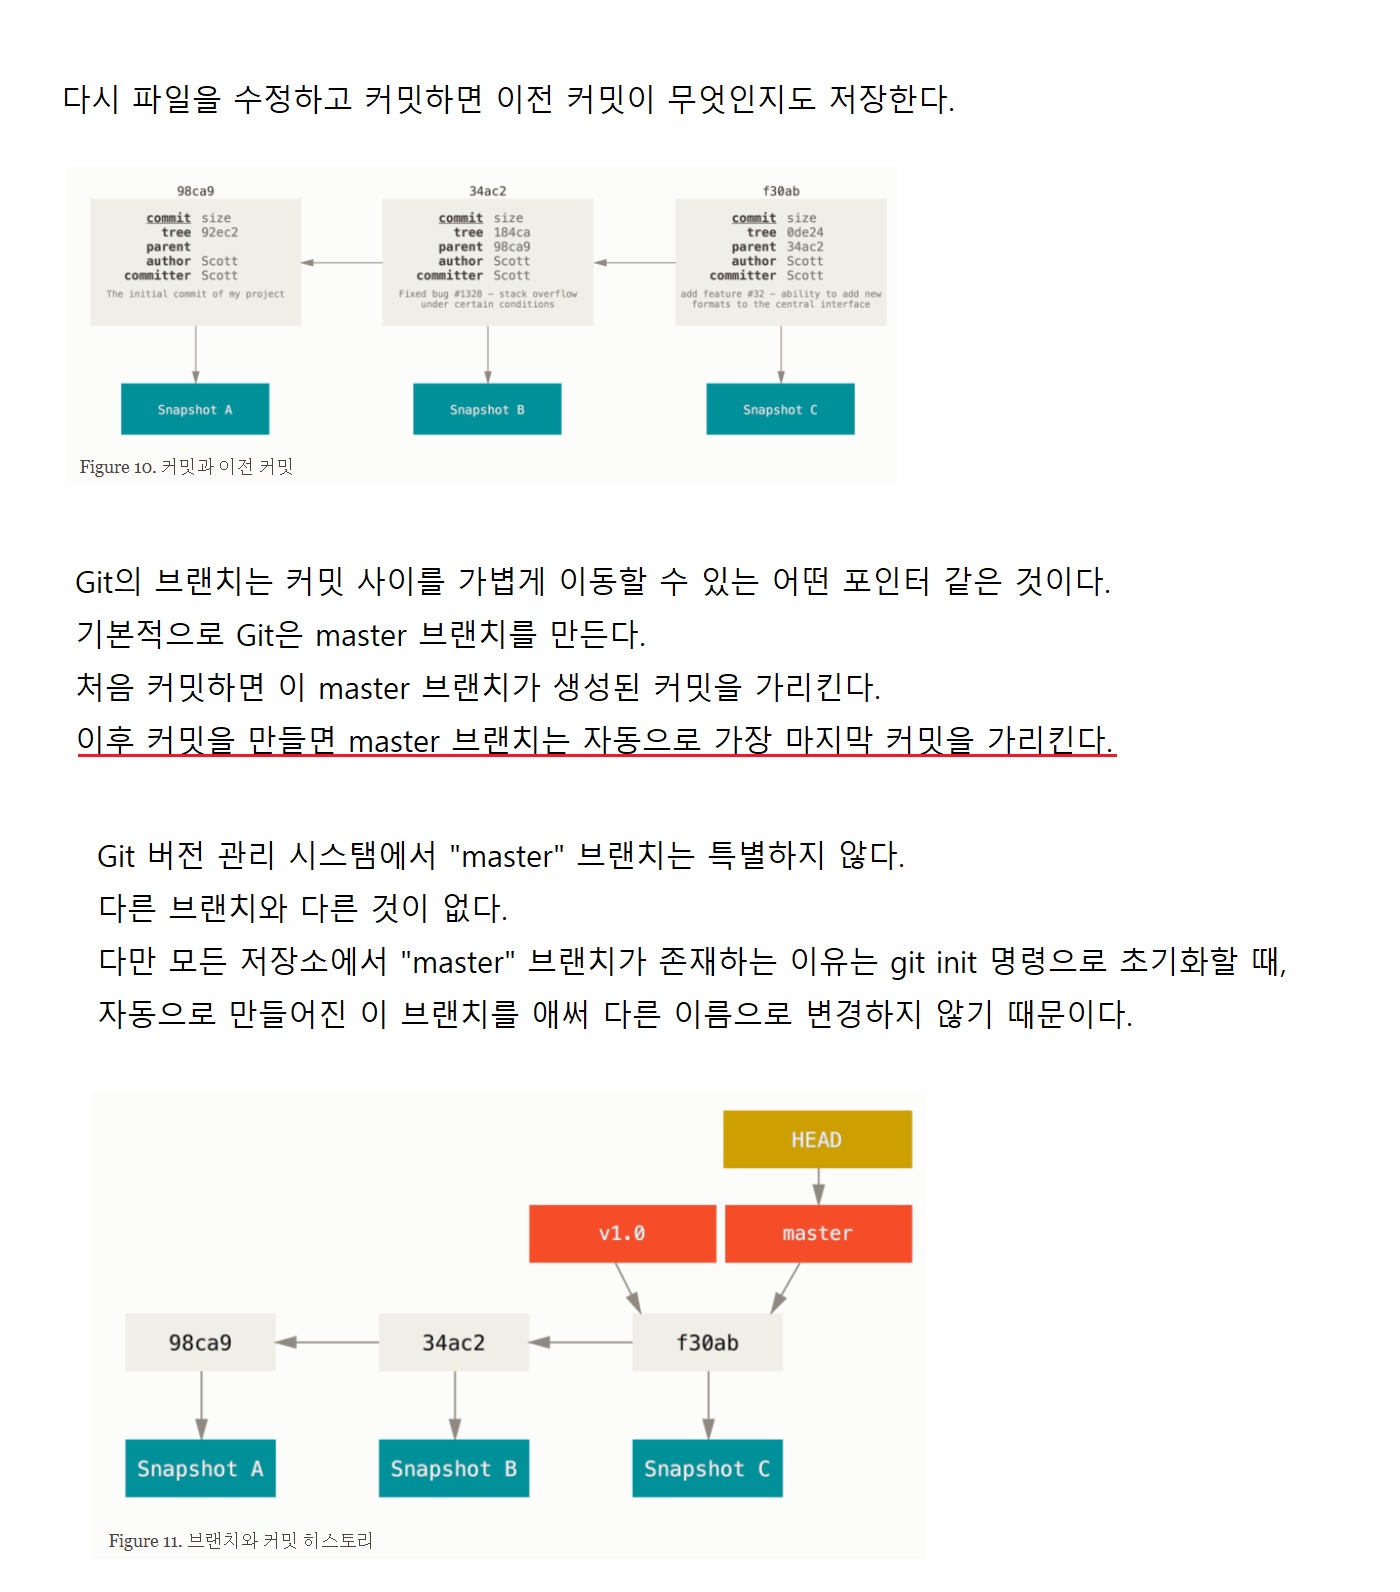 다시 파일을 수정하고 커밋하면 이전 커밋이 무엇인지도 저장한다.
98ca9
commit size
tree 92ec2
parent
author Scott
committer Scott
The initial commit of my project
34ac2
commit size
tree 184ca
parent 98ca9
author Scott
committer Scott
Fixed bug #1328 – stack overflow
under certain conditions
f30ab
commit size
tree 0de24
parent 34ac2
author Scott
committer Scott
add feature #32 – ability to add new
formats to the central interface
Snapshot A
Snapshot B
Snapshot C
Figure 10. 커밋과 이전 커밋
Git의 브랜치는 커밋 사이를 가볍게 이동할 수 있는 어떤 포인터 같은 것이다.
기본적으로 Git은 master 브랜치를 만든다.
처음 커밋하면 이 master 브랜치가 생성된 커밋을 가리킨다.
이후 커밋을 만들면 master 브랜치는 자동으로 가장 마지막 커밋을 가리킨다.
Git 버전 관리 시스탬에서 "master" 브랜치는 특별하지 않다.
다른 브랜치와 다른 것이 없다.
다만 모든 저장소에서 "master" 브랜치가 존재하는 이유는 git init 명령으로 초기화할 때,
자동으로 만들어진 이 브랜치를 애써 다른 이름으로 변경하지 않기 때문이다.
HEAD
v1.0
master
98ca9
34ac2
f30ab
Snapshot A
Snapshot B
Snapshot C
Figure 11. 브랜치와 커밋 히스토리